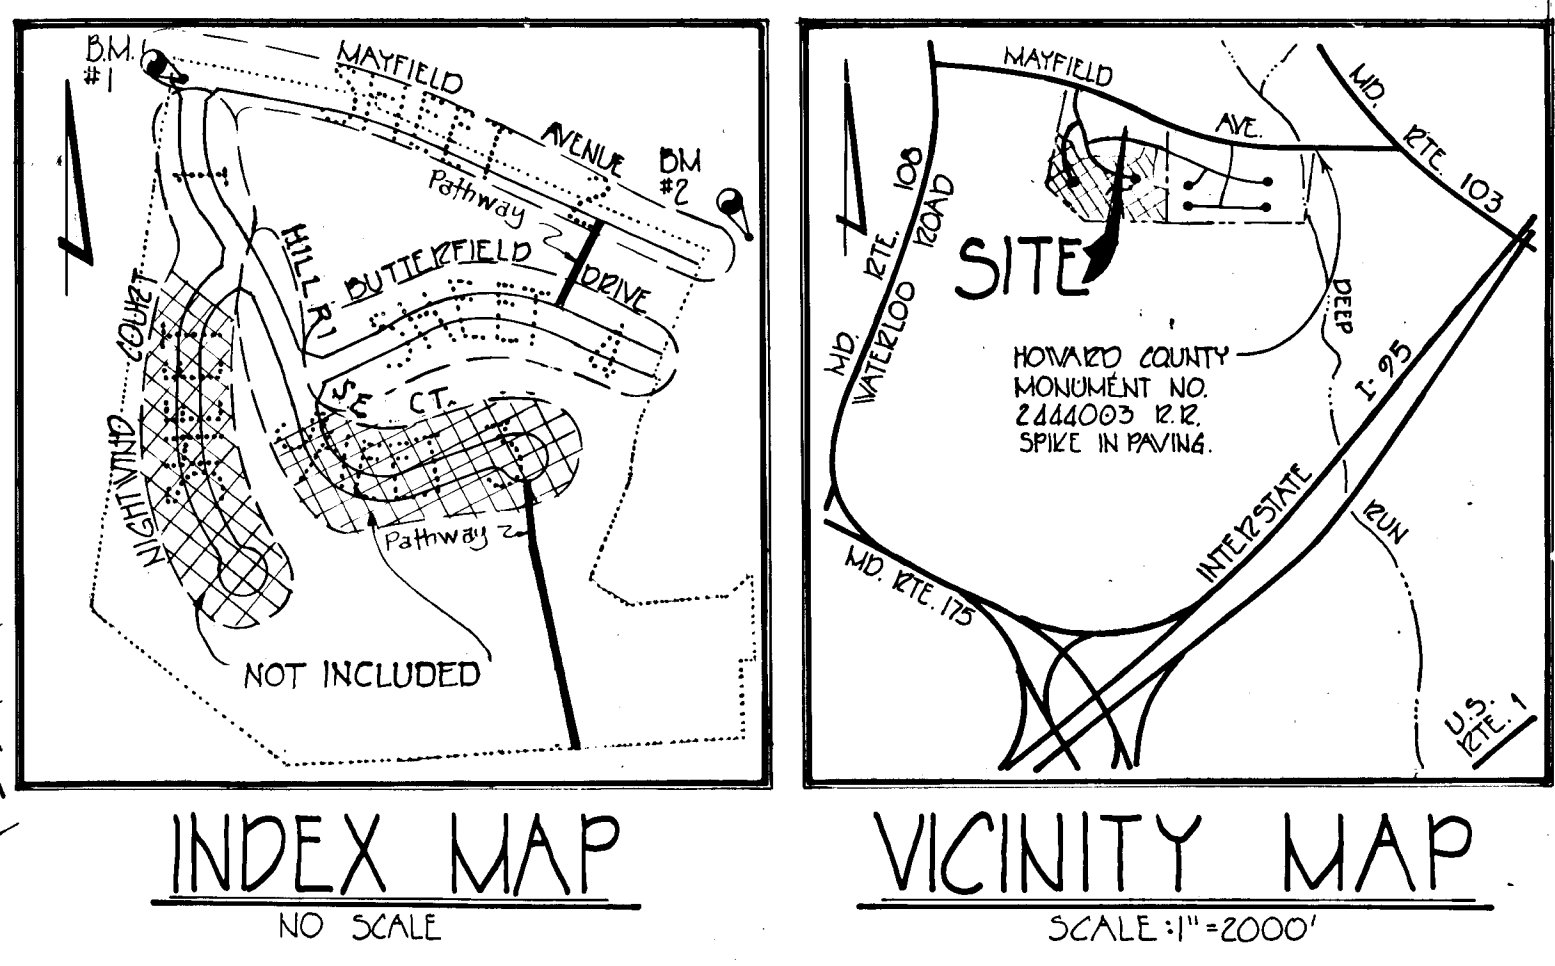 B.M.
#1
MAYFIELD
AVENUE
BM
#2
Pathway
HILL
BUTTERFIELD
DRIVE
COURT
NIGHT WIND
CT.
Pathway
NOT INCLUDED
INDEX MAP
NO SCALE
MAYFIELD
AVE.
MD.
RTE. 103
MD. RTE. 108
WATERLOO ROAD
SITE
DEEP
HOWARD COUNTY
MONUMENT NO.
2444003 R.R.
SPIKE IN PAVING.
I-95
INTERSTATE
RUN
MD. RTE. 175
U.S.
RTE. 1
VICINITY MAP
SCALE:1"=2000'